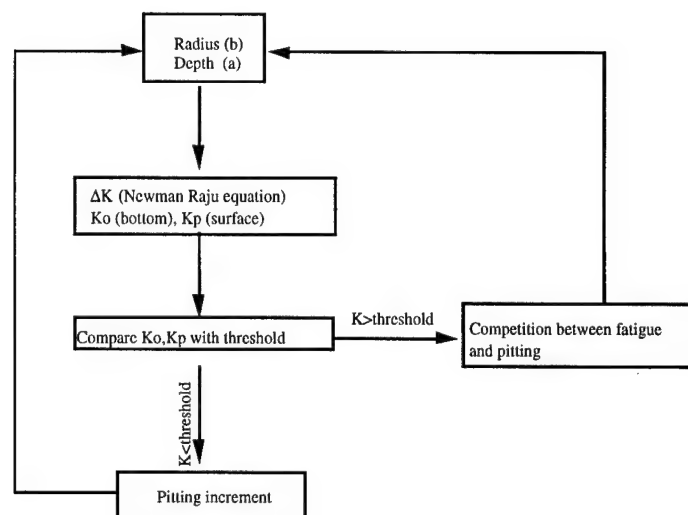 Radius (b)
Depth (a)
ΔK (Newman Raju equation)
Ko (bottom), Kp (surface)
Compare Ko,Kp with threshold
K>threshold
Competition between fatigue
and pitting
K<threshold
Pitting increment